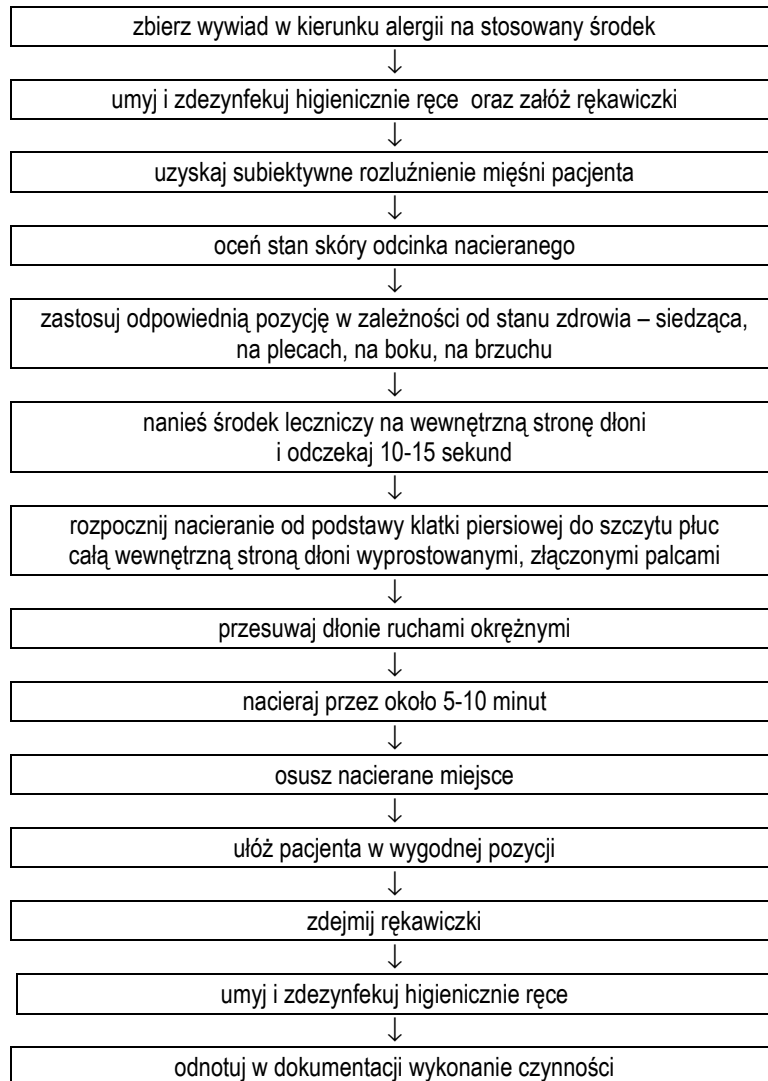 zbierz wywiad w kierunku alergii na stosowany środek
↓
umyj i zdezynfekuj higienicznie ręce oraz załóż rękawiczki
↓
uzyskaj subiektywne rozluźnienie mięśni pacjenta
↓
oceń stan skóry odcinka nacieranego
↓
zastosuj odpowiednią pozycję w zależności od stanu zdrowia – siedząca,
na plecach, na boku, na brzuchu
↓
nanieś środek leczniczy na wewnętrzną stronę dłoni
i odczekaj 10-15 sekund
↓
rozpocznij nacieranie od podstawy klatki piersiowej do szczytu płuc
całą wewnętrzną stroną dłoni wyprostowanymi, złączonymi palcami
↓
przesuwaj dłonie ruchami okrężnymi
↓
nacieraj przez około 5-10 minut
↓
osusz nacierane miejsce
↓
ułóż pacjenta w wygodnej pozycji
↓
zdejmij rękawiczki
↓
umyj i zdezynfekuj higienicznie ręce
↓
odnotuj w dokumentacji wykonanie czynności